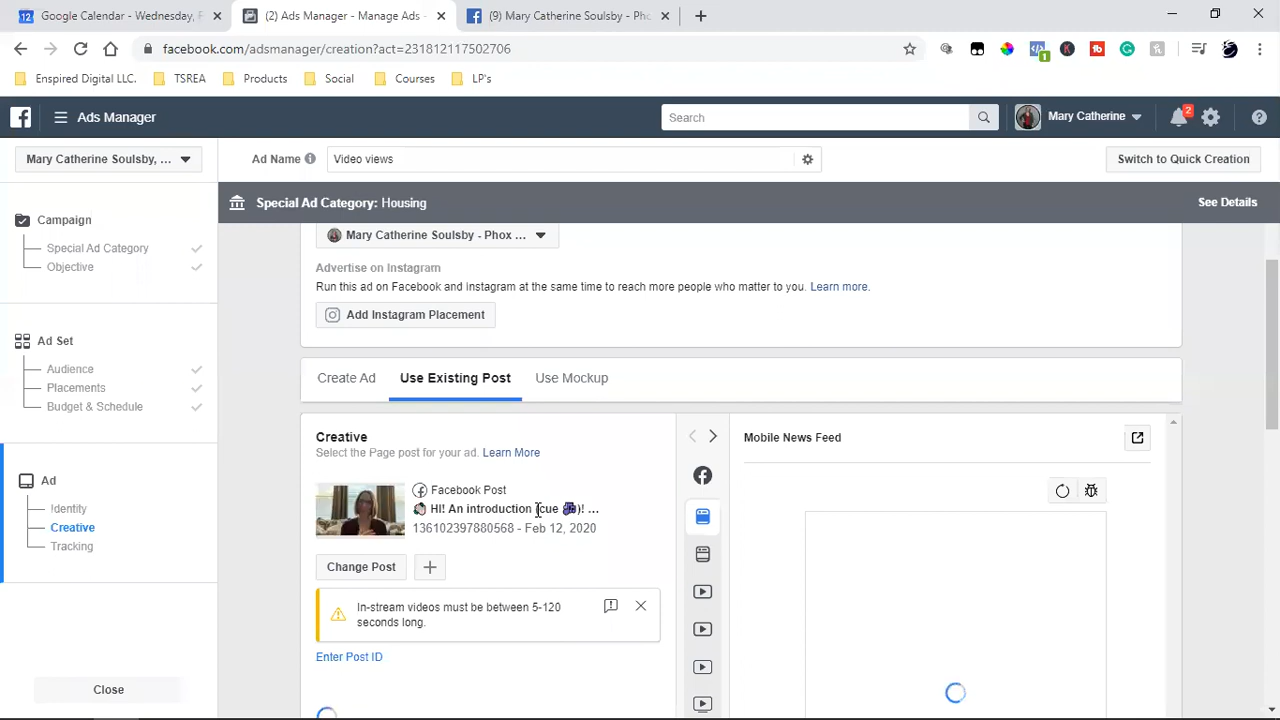 Google Calendar - Wednesday, F
(2) Ads Manager - Manage Ads -
(9) Mary Catherine Soulsby - Pho
facebook.com/adsmanager/creation?act=231812117502706
Enspired Digital LLC.
TSREA
Products
Social
Courses
LP's
Ads Manager
Search
Mary Catherine
2
Mary Catherine Soulsby, ...
Ad Name
Video views
Switch to Quick Creation
Special Ad Category: Housing
See Details
Campaign
Special Ad Category
Objective
Mary Catherine Soulsby - Phox ...
Advertise on Instagram
Run this ad on Facebook and instagram at the same time to reach more people who matter to you. Learn more.
Add Instagram Placement
Ad Set
Audience
Placements
Budget & Schedule
Create Ad
Use Existing Post
Use Mockup
Ad
Identity
Creative
Tracking
Creative
Select the Page post for your ad. Learn More
Facebook Post
HI! An introduction (cue )! ...
136102397880568 - Feb 12, 2020
Change Post
In-stream videos must be between 5-120
seconds long.
Enter Post ID
Mobile News Feed
Close